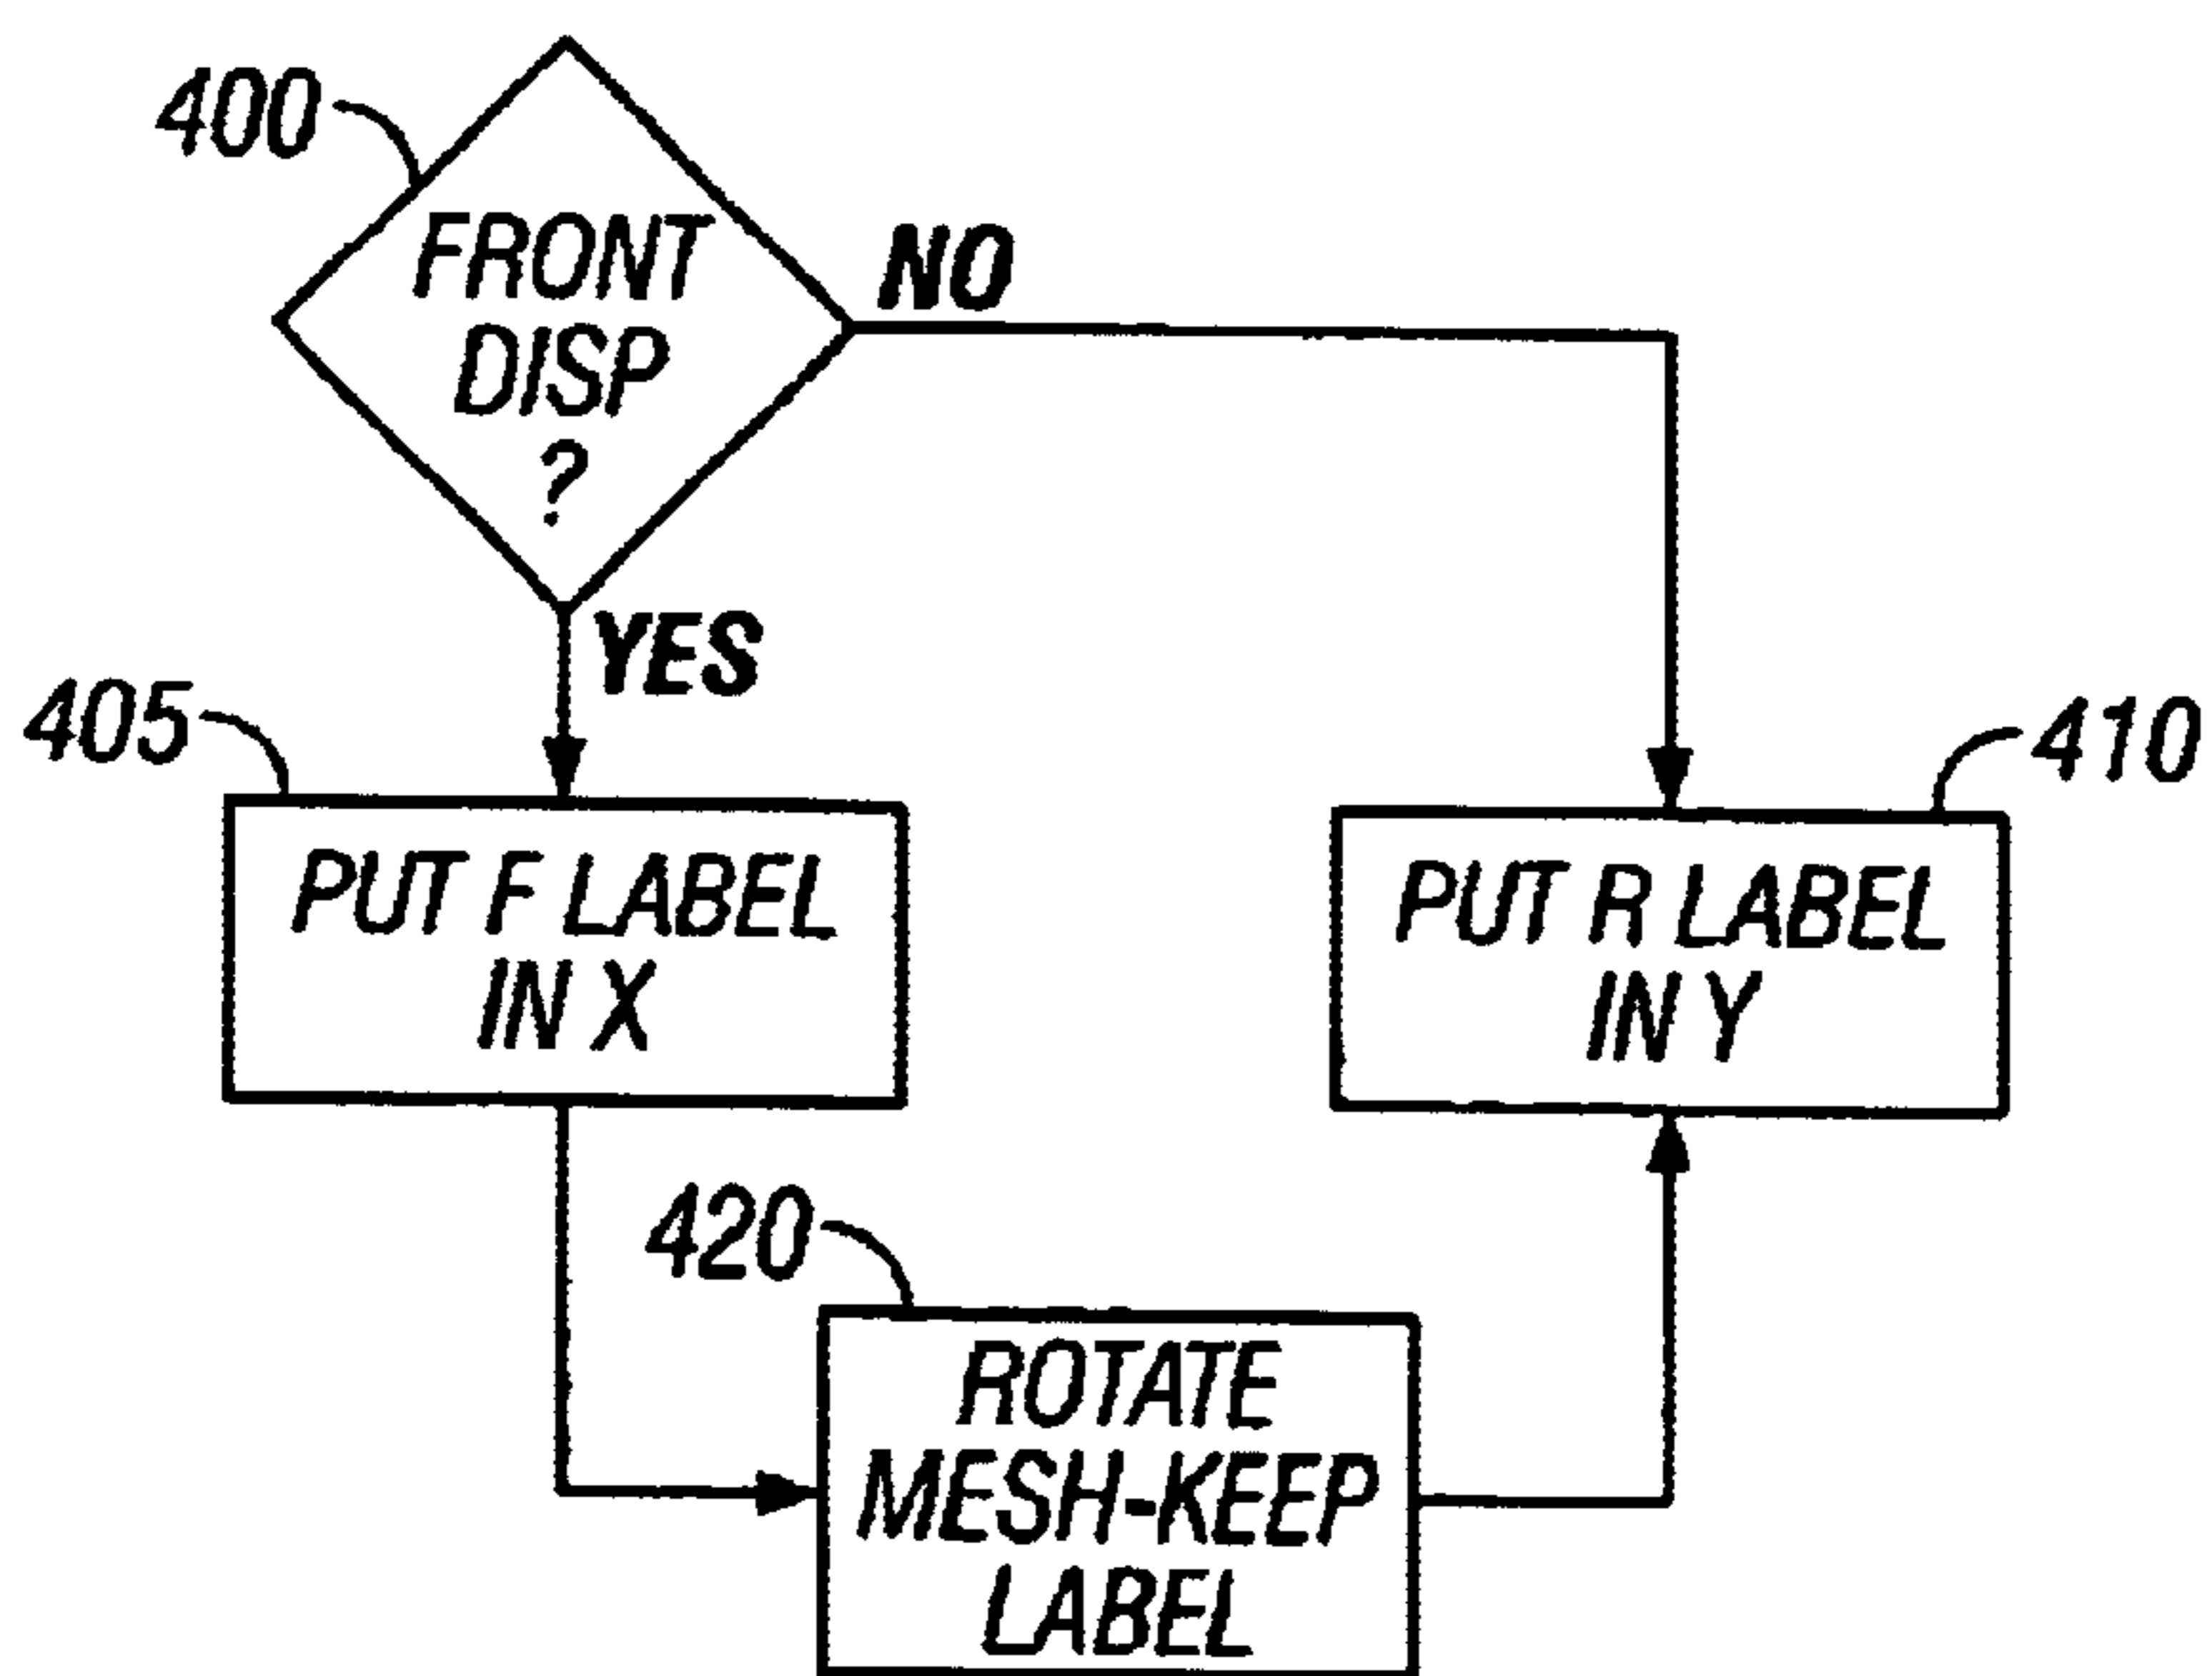 400
FRONT
DISP
?
NO
YES
405
PUT F LABEL
IN X
410
PUT R LABEL
IN Y
420
ROTATE
MESH-KEEP
LABEL